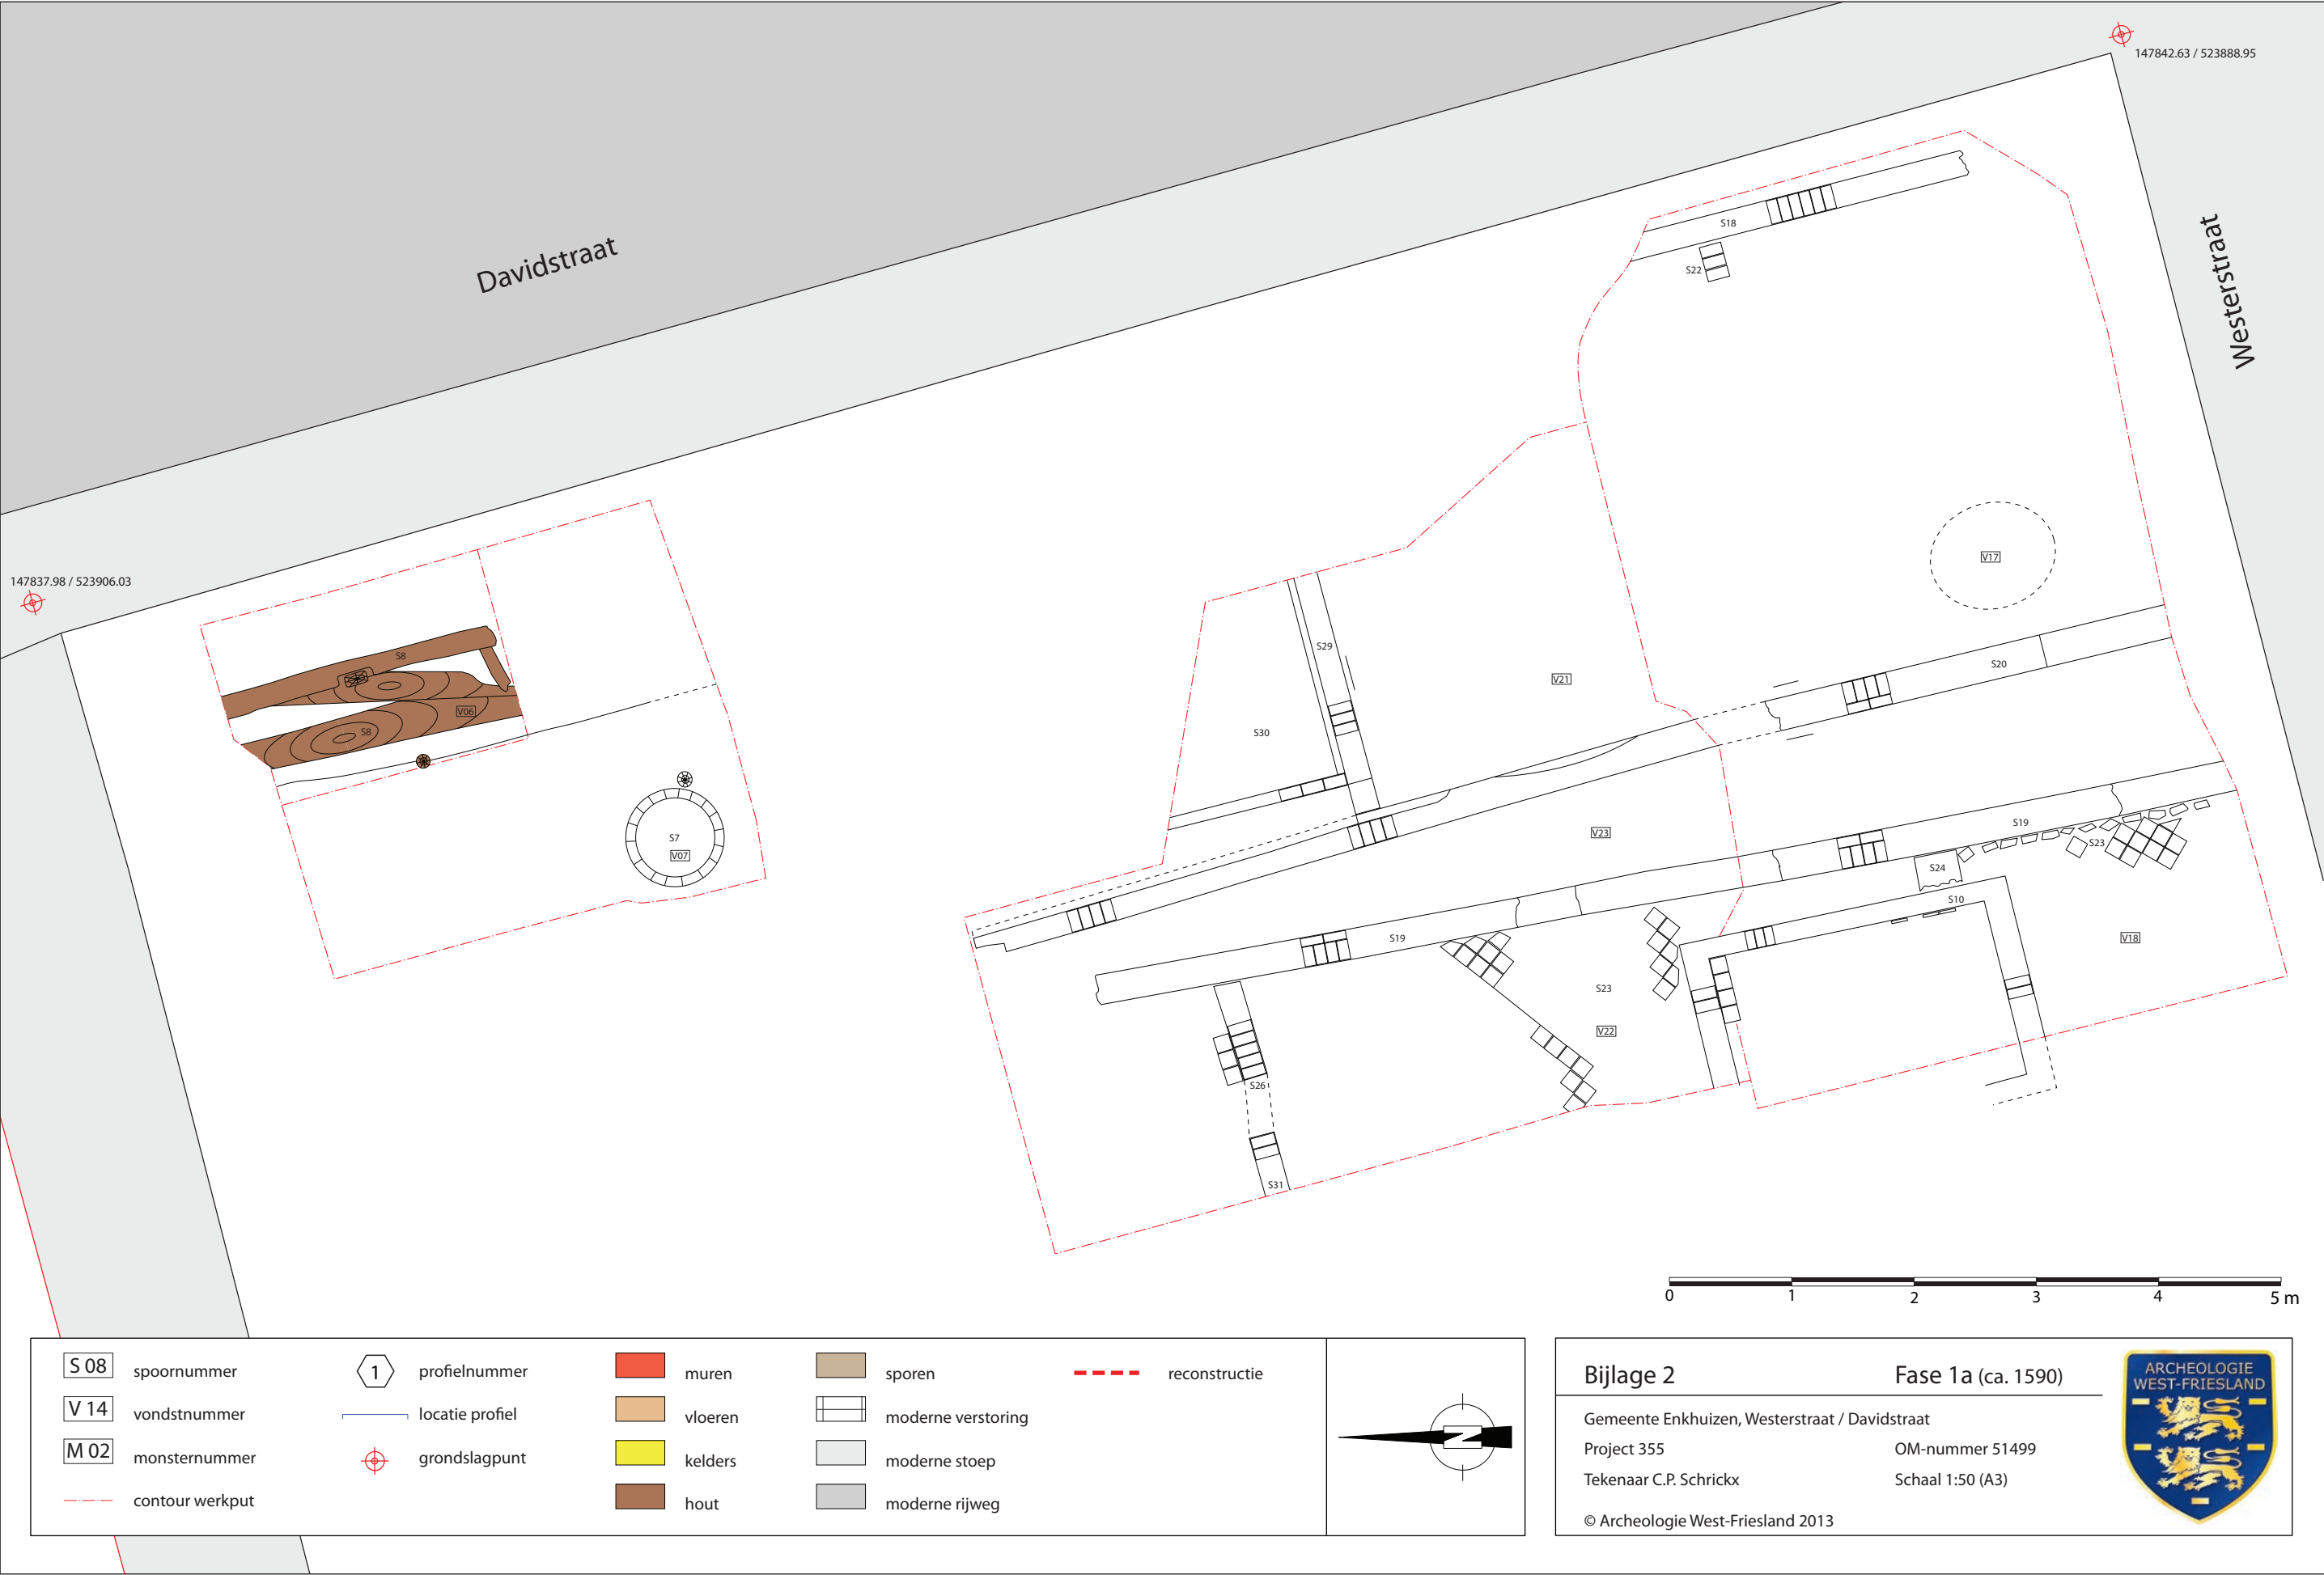 147842.63 / 523888.95
Westerstraat
Davidstraat
S18
S22
147837.98 / 523906.03
V17
S8
V06
S8
S29
V21
S20
S30
S7
V07
V23
S19
S23
S24
S10
S19
V18
S23
V22
S26
S31
0 1 2 3 4 5 m
S 08 spoornummer
V 14 vondstnummer
M 02 monsternummer
contour werkput
1 profielnummer
locatie profiel
grondslagpunt
muren
vloeren
kelders
hout
sporen
moderne verstoring
moderne stoep
moderne rijweg
reconstructie
N
Bijlage 2 Fase 1a (ca. 1590)
Gemeente Enkhuizen, Westerstraat / Davidstraat
Project 355 OM-nummer 51499
Tekenaar C.P. Schrickx Schaal 1:50 (A3)
© Archeologie West-Friesland 2013
ARCHEOLOGIE
WEST-FRIESLAND